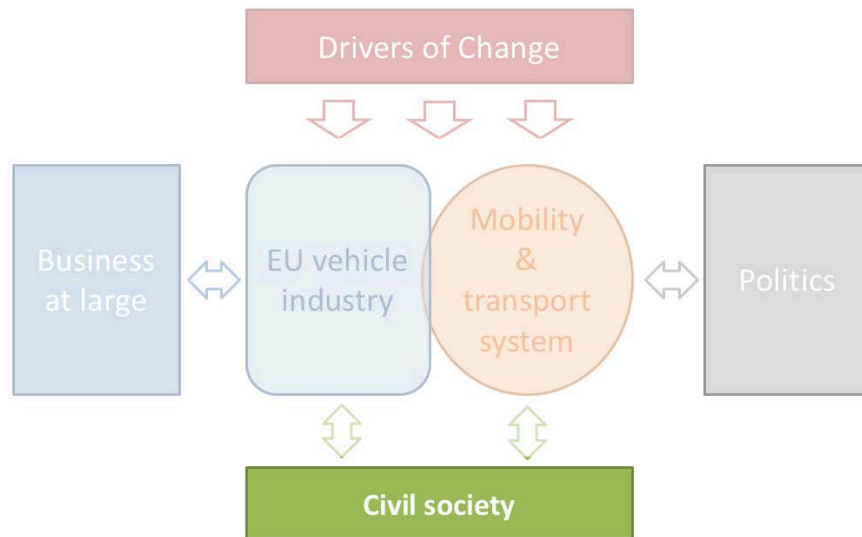 Drivers of Change
Business
at large
EU vehicle
industry
Mobility
&
transport
system
Politics
Civil society